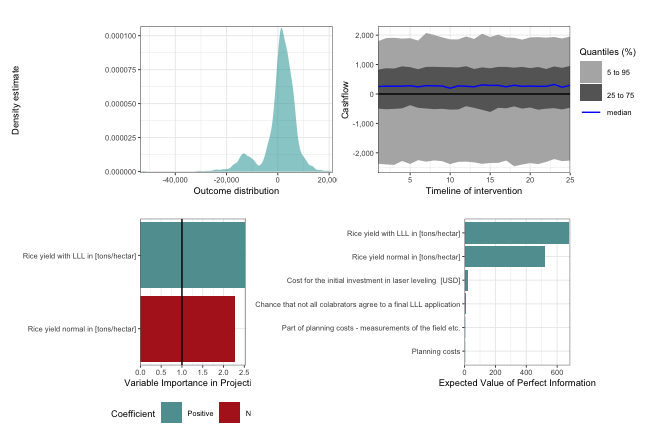 Density estimate
0.000100
0.000075
0.000050
0.000025
0.000000
-40,000
-20,000
0
20,00
Outcome distribution
Cashflow
2,000
1,000
0
-1,000
-2,000
5
10
15
20
25
Timeline of intervention
Quantiles (%)
5 to 95
25 to 75
median
Rice yield with LLL in [tons/hectar]
Rice yield normal in [tons/hectar]
0.0
0.5
1.0
1.5
2.0
2.5
Variable Importance in Projecti
Coefficient
Positive
N
Rice yield with LLL in [tons/hectar]
Rice yield normal in [tons/hectar]
Cost for the initial investment in laser leveling [USD]
Chance that not all colabrators agree to a final LLL application
Part of planning costs - measurements of the field etc.
Planning costs
0
200
400
600
Expected Value of Perfect Information